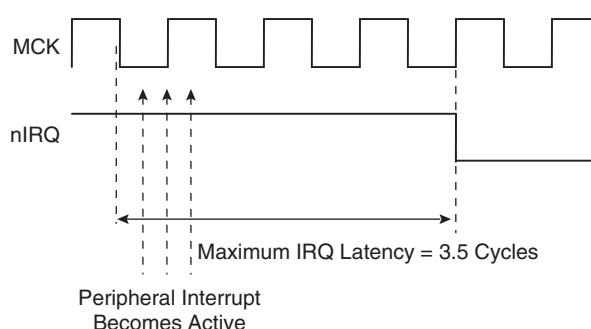 MCK
nIRQ
Maximum IRQ Latency = 3.5 Cycles
Peripheral Interrupt
Becomes Active